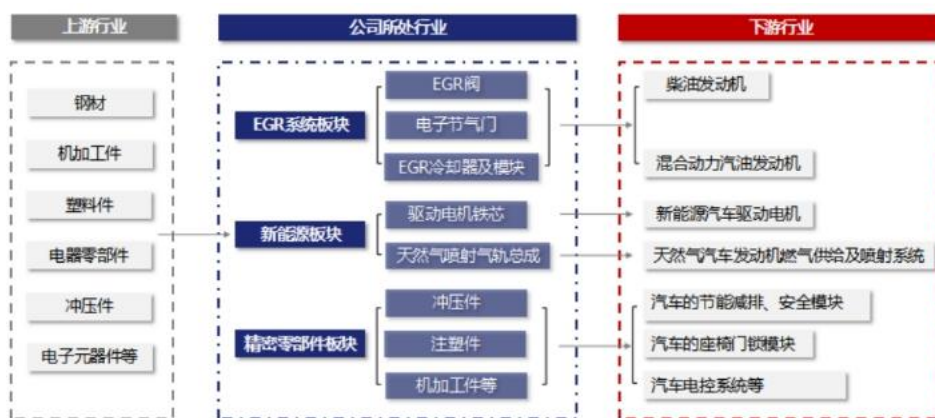 上游行业
公司所处行业
下游行业
钢材
机加工件
塑料件
电器零部件
冲压件
电子元器件等
EGR系统板块
EGR阀
电子节气门
EGR冷却器及模块
新能源板块
驱动电机铁芯
天然气喷射气轨总成
精密零部件板块
冲压件
注塑件
机加工件等
柴油发动机
混合动力汽油发动机
新能源汽车驱动电机
天然气汽车发动机燃气供给及喷射系统
汽车的节能减排、安全模块
汽车的座椅门锁模块
汽车电控系统等